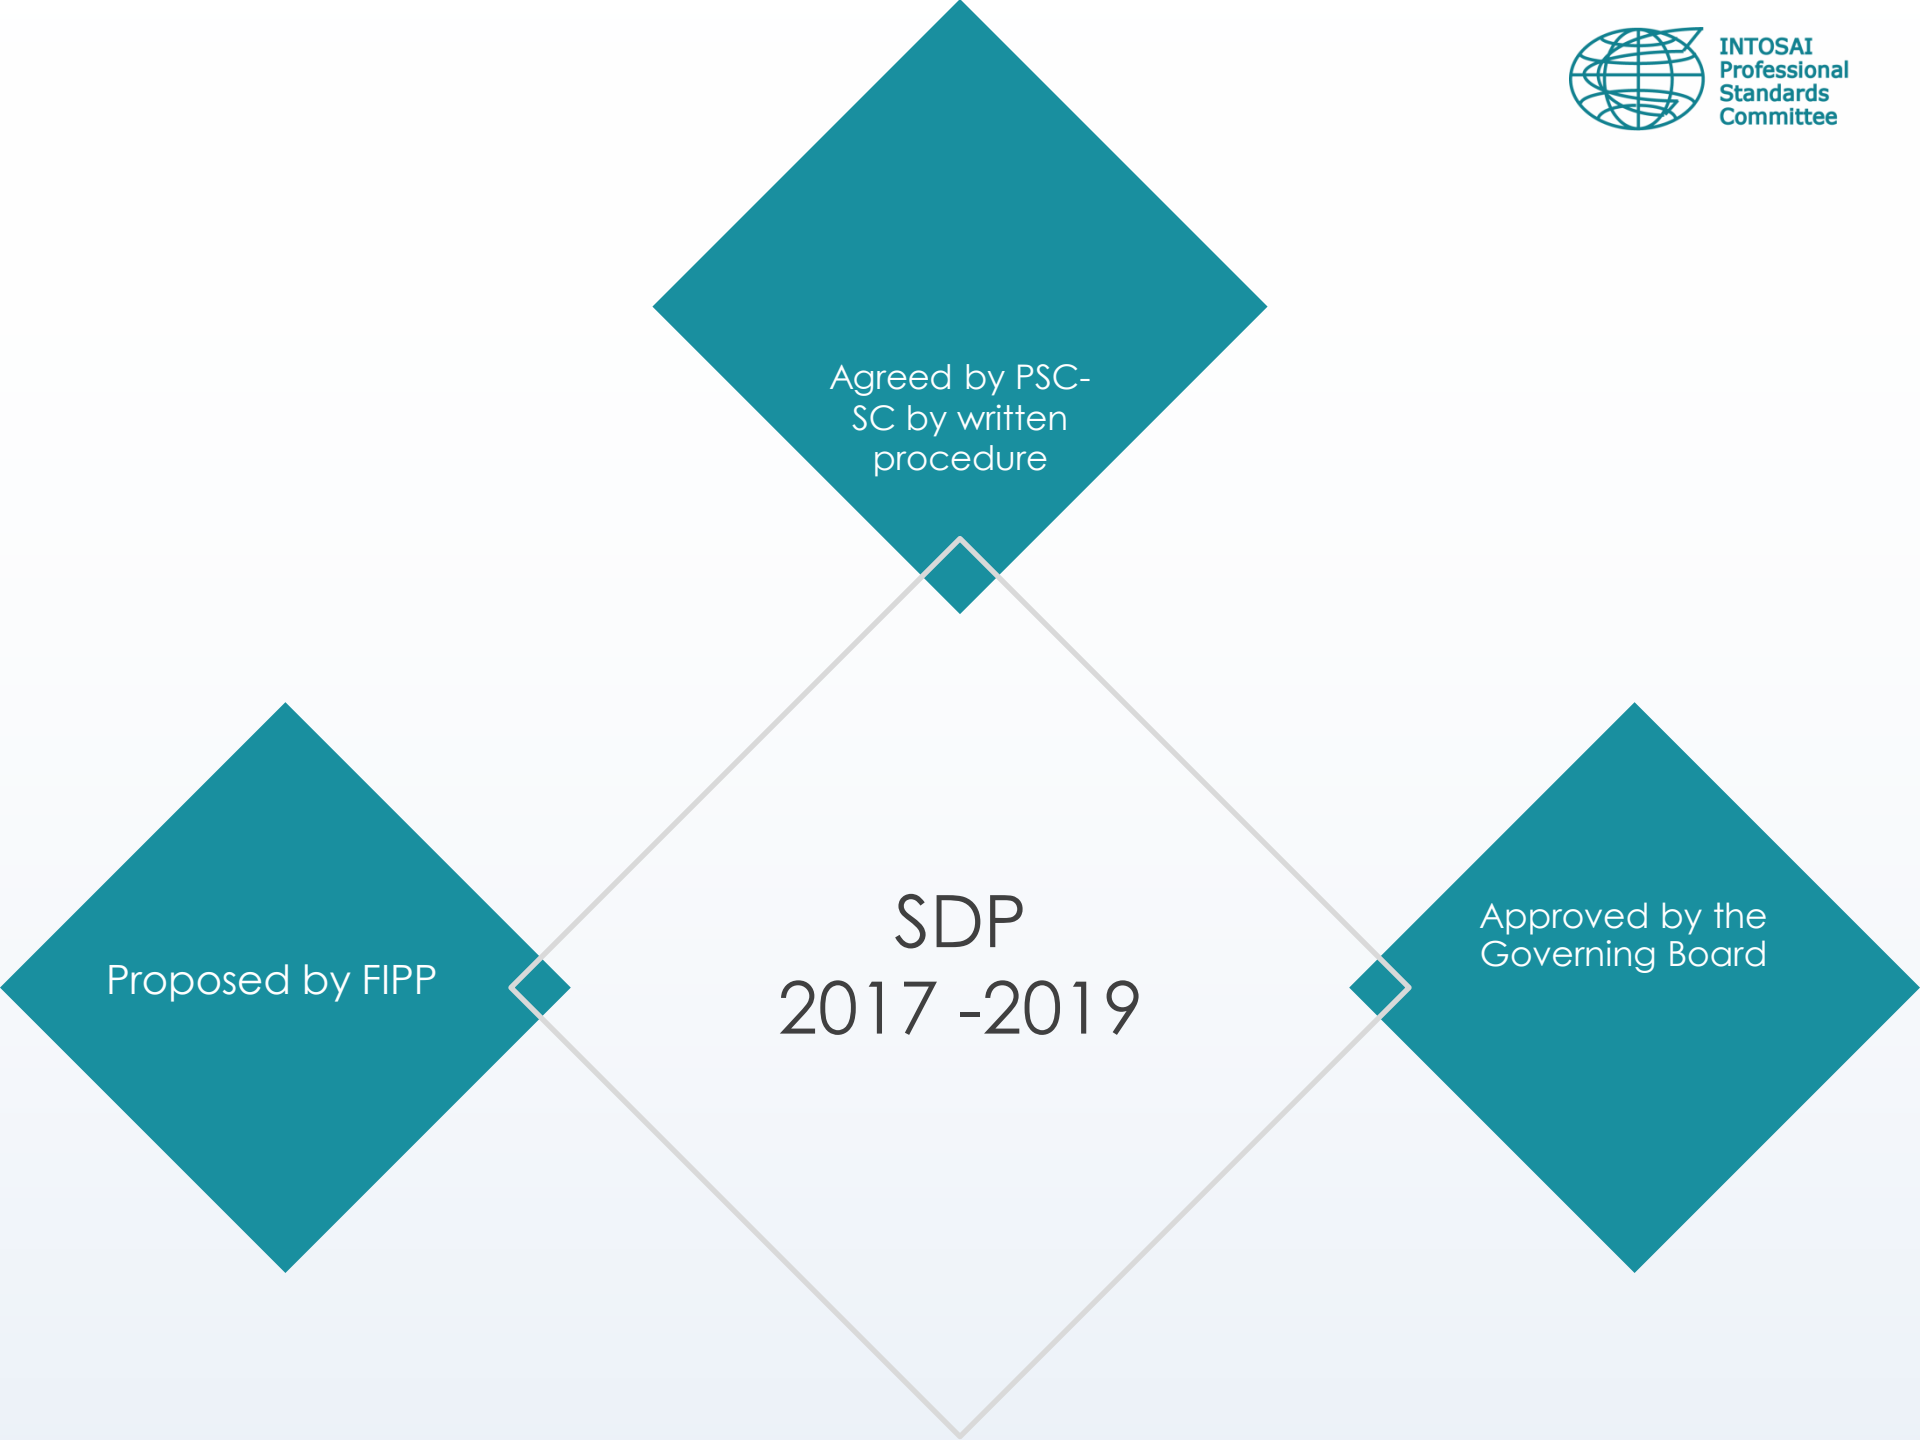 INTOSAI
Professional
Standards
Committee
Agreed by PSC-
SC by written
procedure
Proposed by FIPP
SDP
2017 -2019
Approved by the
Governing Board